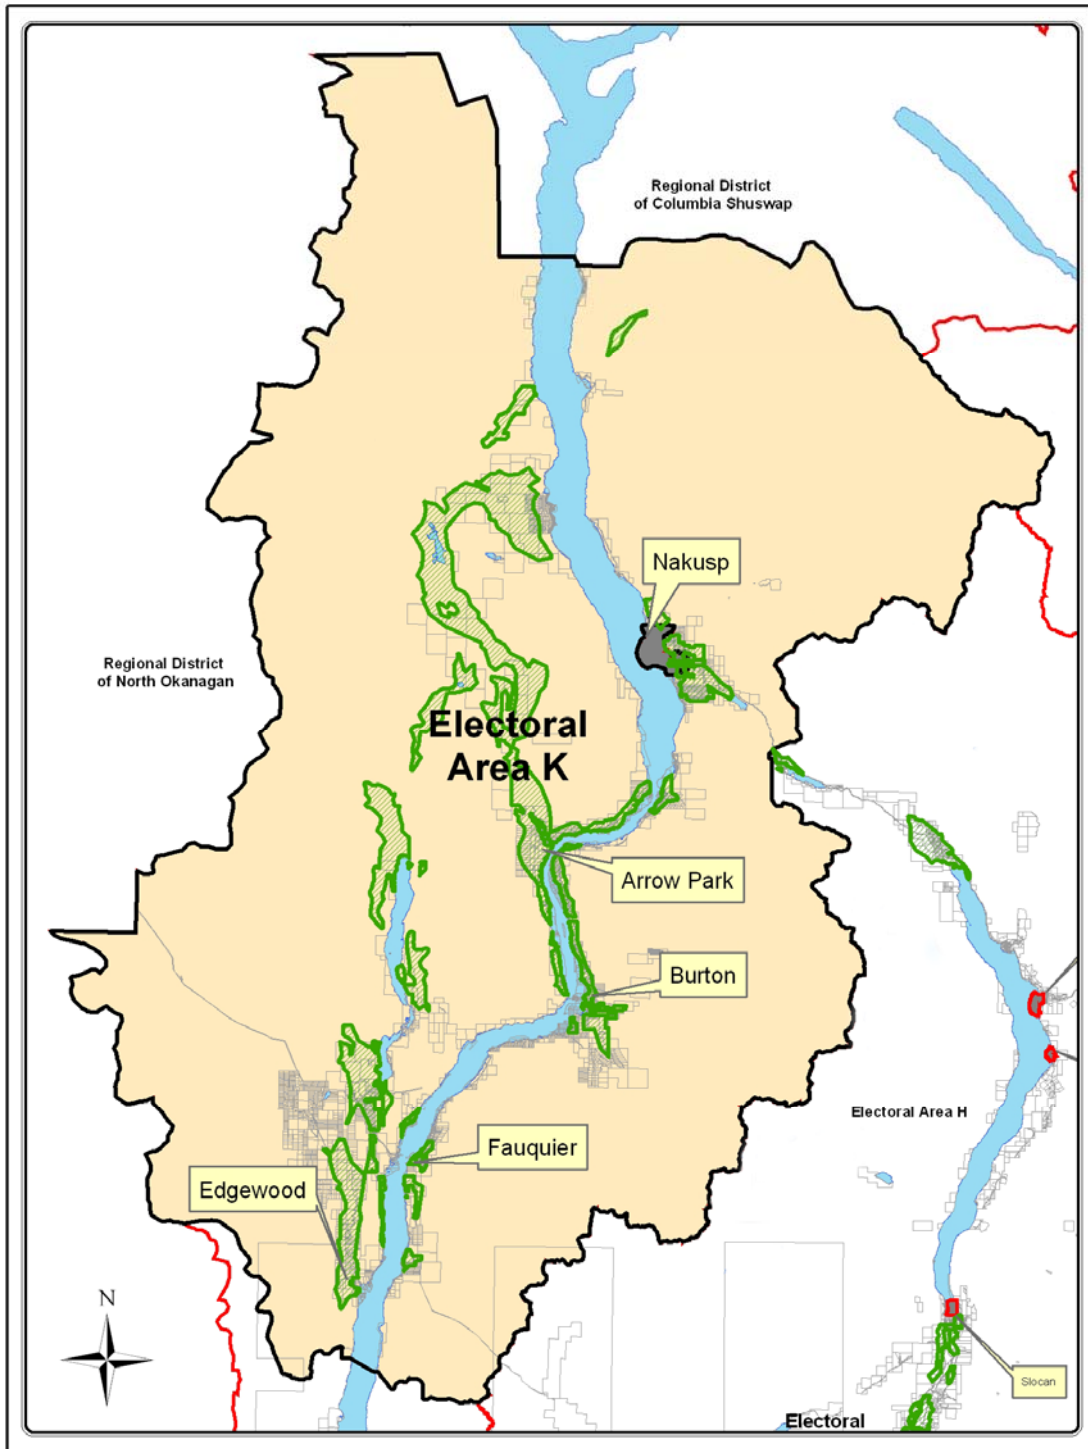 Regional District
of Columbia Shuswap
Nakusp
Regional District
of North Okanagan
Electoral
Area K
Arrow Park
Burton
Electoral Area H
Fauquier
Edgewood
N
Slocan
Electoral